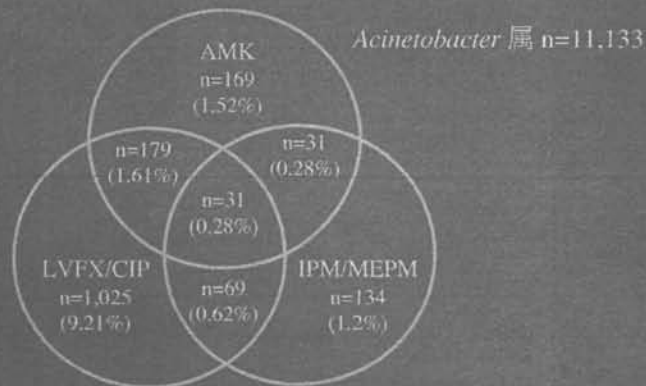 Acinetobacter 属 n=11,133
AMK
n=169
(1.52%)
n=179
(1.61%)
n=31
(0.28%)
n=31
(0.28%)
LVFX/CIP
n=1,025
(9.21%)
n=69
(0.62%)
IPM/MEPM
n=134
(1.2%)